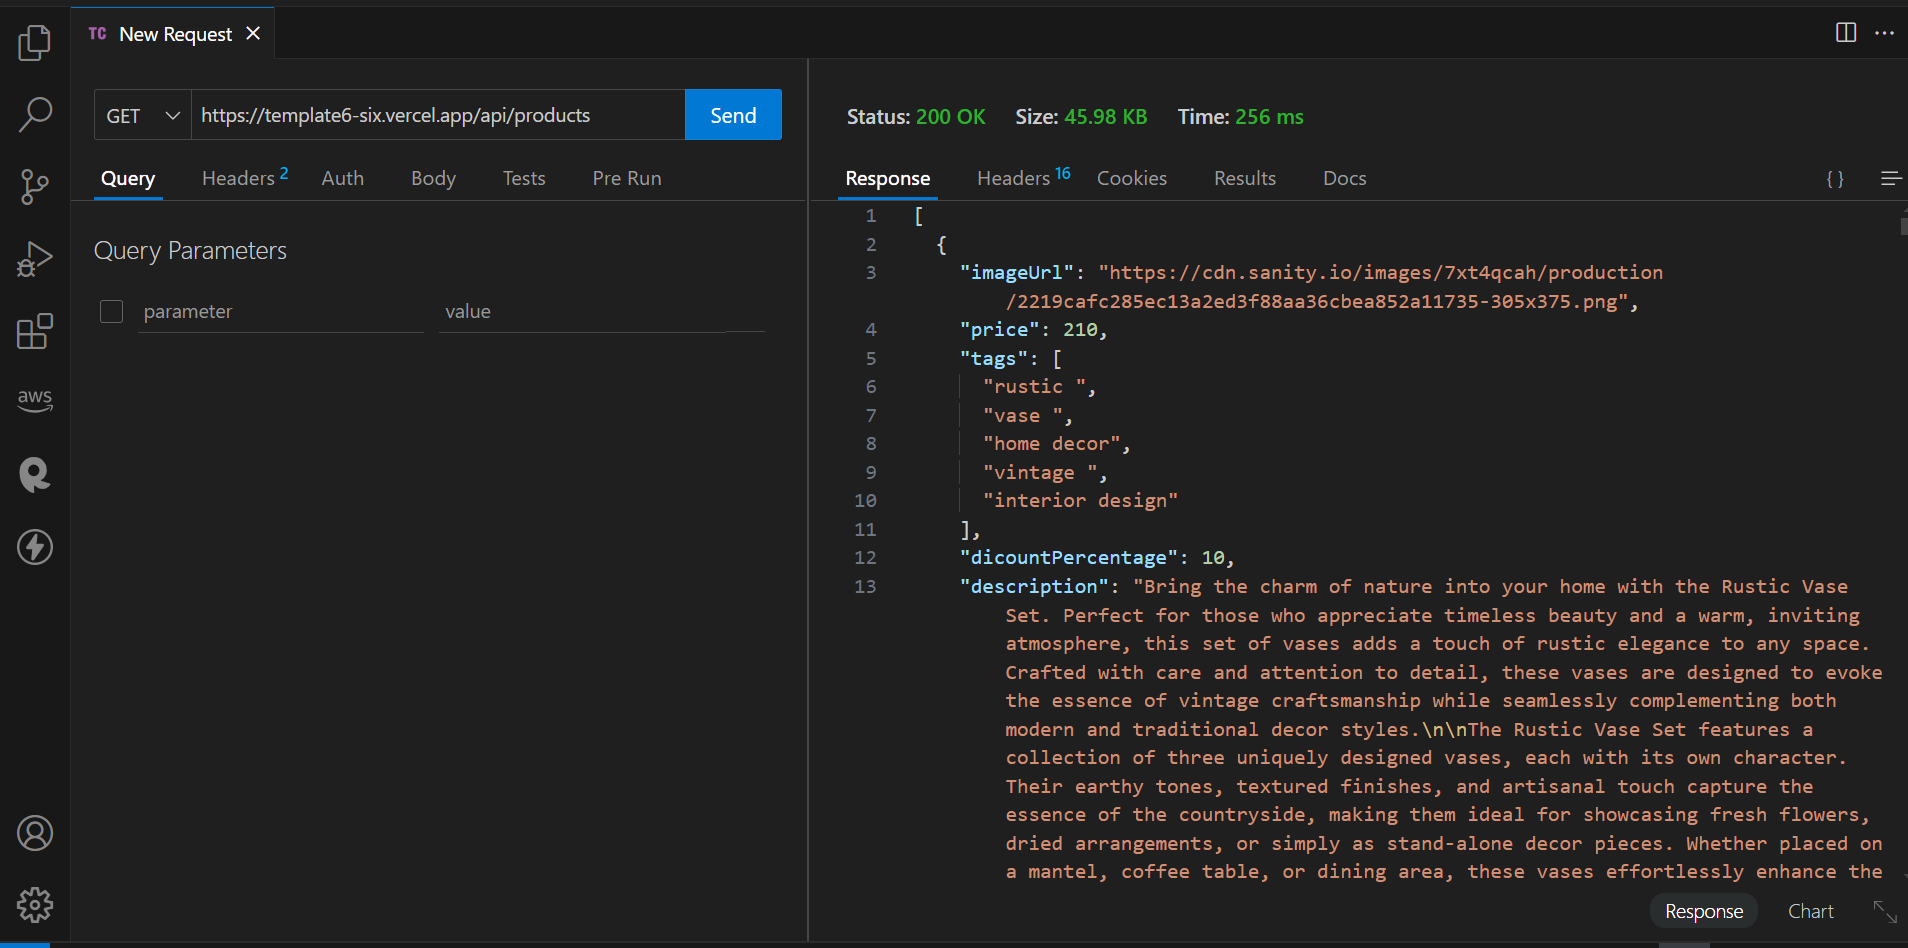 TC New Request
GET https://template6-six.vercel.app/api/products Send
Query Headers 2 Auth Body Tests Pre Run
Query Parameters
parameter value
aws
Status: 200 OK Size: 45.98 KB Time: 256 ms
Response Headers 16 Cookies Results Docs { }
1 [
2 {
3 "imageUrl": "https://cdn.sanity.io/images/7xt4qcah/production
/2219cafc285ec13a2ed3f88aa36cbea852a11735-305x375.png",
4 "price": 210,
5 "tags": [
6 "rustic ",
7 "vase ",
8 "home decor",
9 "vintage ",
10 "interior design"
11 ],
12 "dicountPercentage": 10,
13 "description": "Bring the charm of nature into your home with the Rustic Vase
Set. Perfect for those who appreciate timeless beauty and a warm, inviting
atmosphere, this set of vases adds a touch of rustic elegance to any space.
Crafted with care and attention to detail, these vases are designed to evoke
the essence of vintage craftsmanship while seamlessly complementing both
modern and traditional decor styles.\n\nThe Rustic Vase Set features a
collection of three uniquely designed vases, each with its own character.
Their earthy tones, textured finishes, and artisanal touch capture the
essence of the countryside, making them ideal for showcasing fresh flowers,
dried arrangements, or simply as stand-alone decor pieces. Whether placed on
a mantel, coffee table, or dining area, these vases effortlessly enhance the
Response Chart